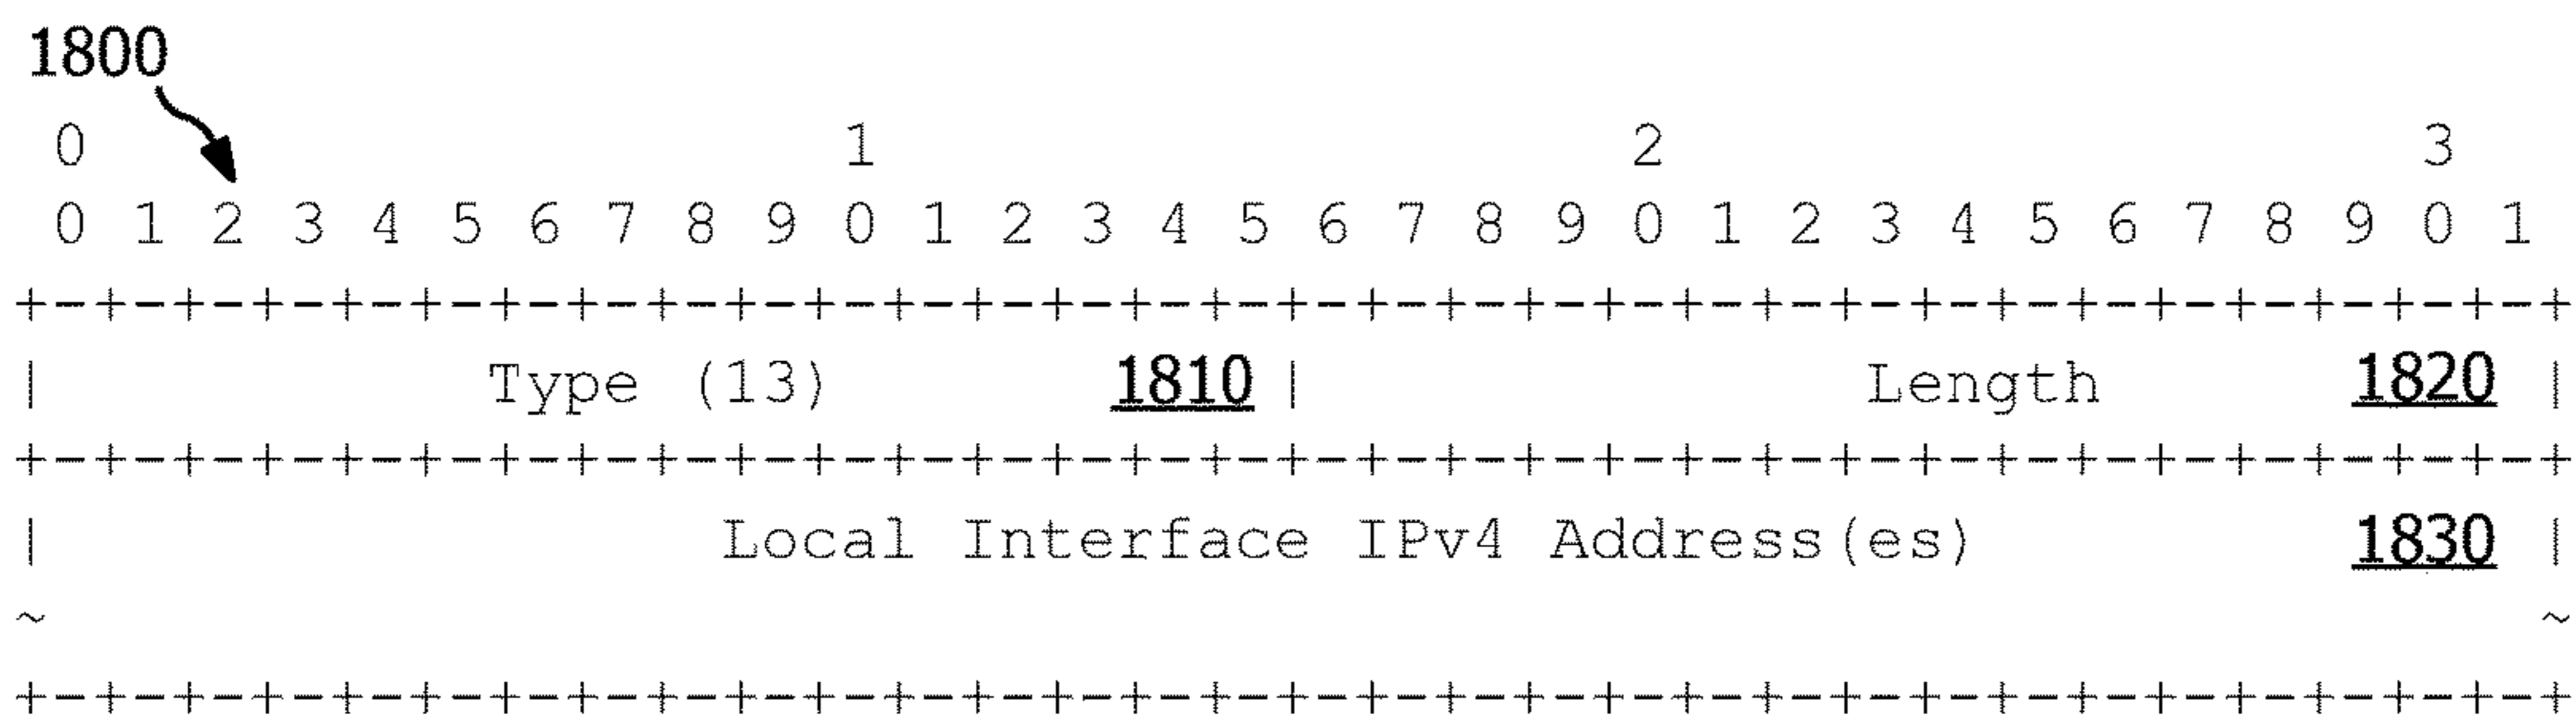 1800
0 1 2 3
0 1 2 3 4 5 6 7 8 9 0 1 2 3 4 5 6 7 8 9 0 1 2 3 4 5 6 7 8 9 0 1
+-+-+-+-+-+-+-+-+-+-+-+-+-+-+-+-+-+-+-+-+-+-+-+-+-+-+-+-+-+-+-+-+
| Type (13) 1810 | Length 1820 |
+-+-+-+-+-+-+-+-+-+-+-+-+-+-+-+-+-+-+-+-+-+-+-+-+-+-+-+-+-+-+-+-+
| Local Interface IPv4 Address(es) 1830 |
~ ~
+-+-+-+-+-+-+-+-+-+-+-+-+-+-+-+-+-+-+-+-+-+-+-+-+-+-+-+-+-+-+-+-+